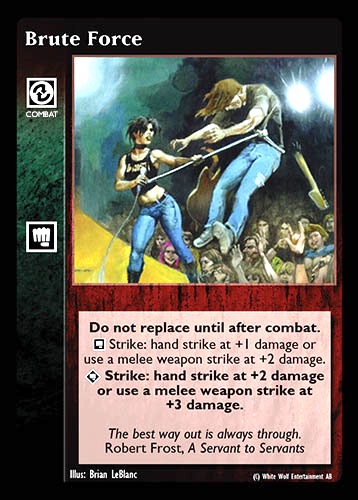 Brute Force
COMBAT
Do not replace until after combat.
Strike: hand strike at +1 damage or
use a melee weapon strike at +2 damage.
Strike: hand strike at +2 damage
or use a melee weapon strike at
+3 damage.
The best way out is always through.
Robert Frost, A Servant to Servants
Illus: Brian LeBlanc
(C) White Wolf Entertainment AB